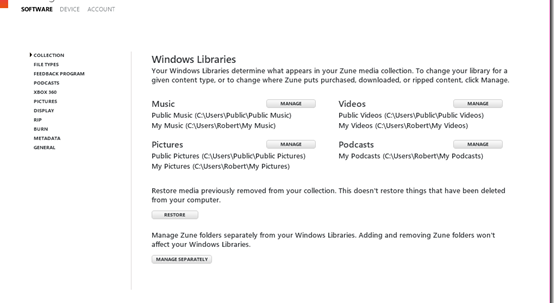 SOFTWARE DEVICE ACCOUNT
COLLECTION
FILE TYPES
FEEDBACK PROGRAM
PODCASTS
XBOX 360
PICTURES
DISPLAY
RIP
BURN
METADATA
GENERAL
Windows Libraries
Your Windows Libraries determine what appears in your Zune media collection. To change your library for a
given content type, or to change where Zune puts purchased, downloaded, or ripped content, click Manage.
Music MANAGE
Public Music (C:\Users\Public\Public Music)
My Music (C:\Users\Robert\My Music)
Videos MANAGE
Public Videos (C:\Users\Public\Public Videos)
My Videos (C:\Users\Robert\My Videos)
Pictures MANAGE
Public Pictures (C:\Users\Public\Public Pictures)
My Pictures (C:\Users\Robert\My Pictures)
Podcasts MANAGE
My Podcasts (C:\Users\Robert\My Podcasts)
Restore media previously removed from your collection. This doesn't restore things that have been deleted
from your computer.
RESTORE
Manage Zune folders separately from your Windows Libraries. Adding and removing Zune folders won't
affect your Windows Libraries.
MANAGE SEPARATELY